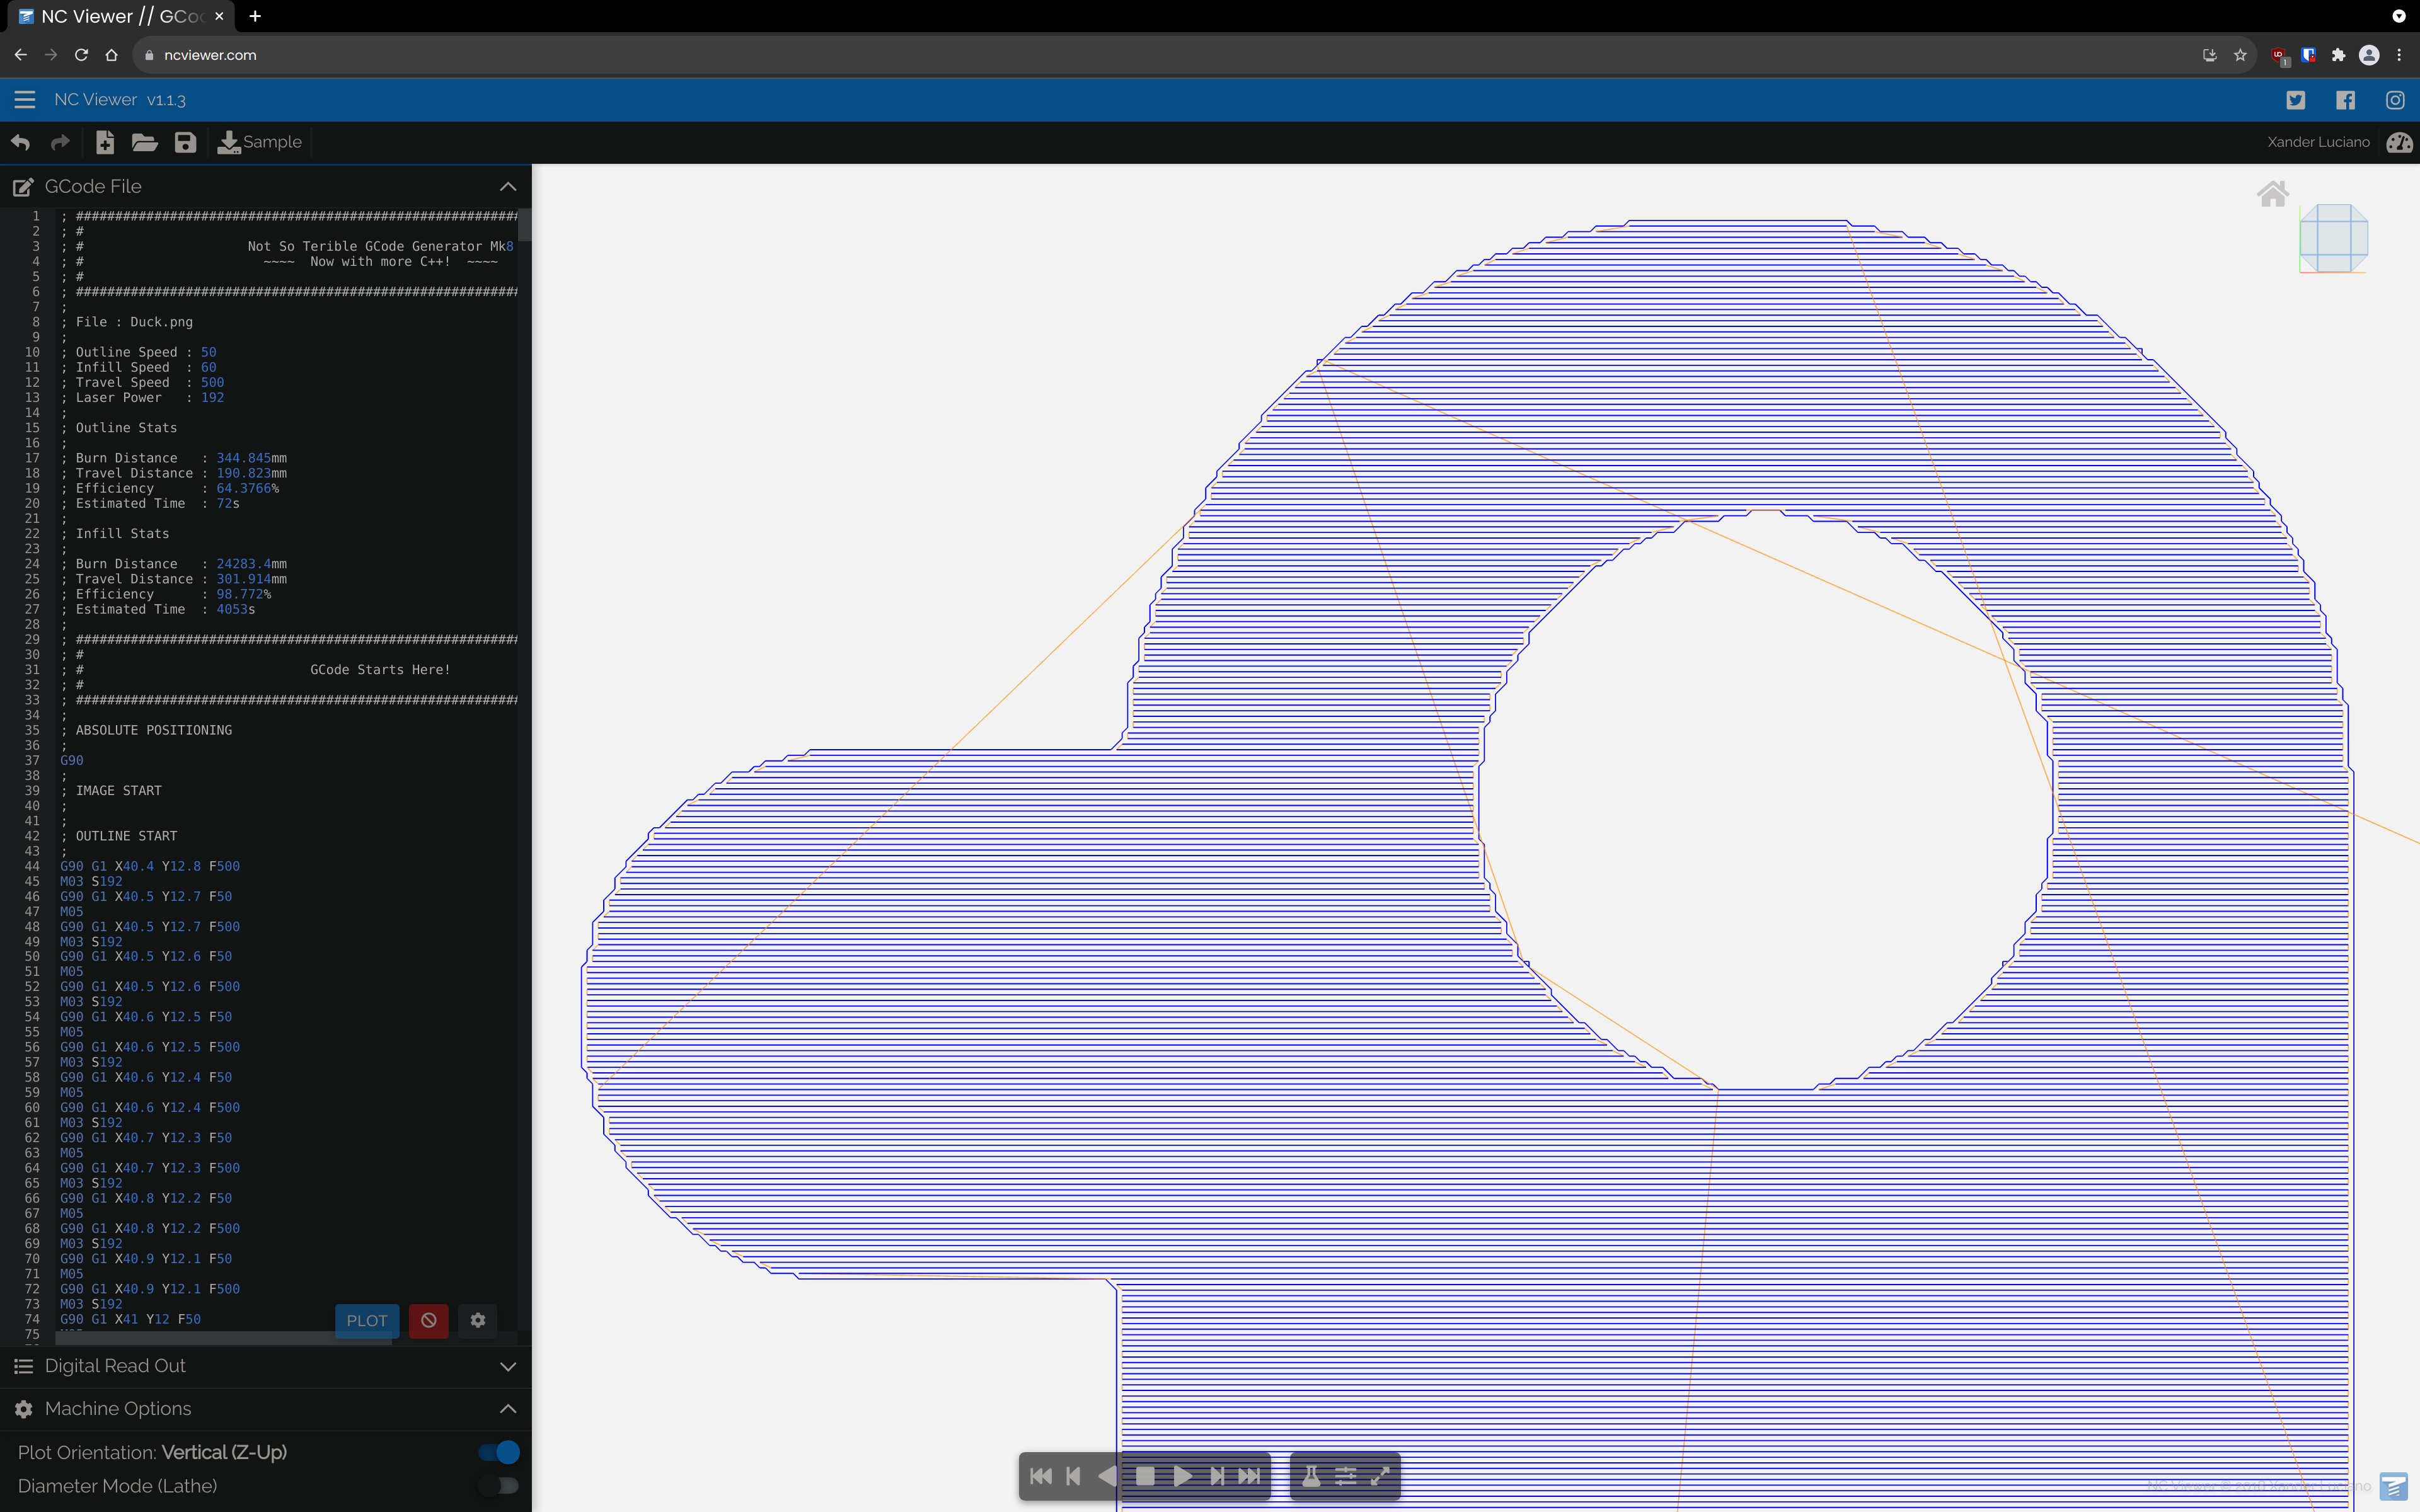 NC Viewer // GCo
ncviewer.com
NC Viewer v1.1.3
Sample
Xander Luciano
GCode File
1 ; #########################################################
2 ; #
3 ; # Not So Terible GCode Generator Mk8
4 ; # ~~~~ Now with more C++! ~~~~
5 ; #
6 ; #########################################################
7 ;
8 ; File : Duck.png
9 ;
10 ; Outline Speed : 50
11 ; Infill Speed : 60
12 ; Travel Speed : 500
13 ; Laser Power : 192
14 ;
15 ; Outline Stats
16 ;
17 ; Burn Distance : 344.845mm
18 ; Travel Distance : 190.823mm
19 ; Efficiency : 64.3766%
20 ; Estimated Time : 72s
21 ;
22 ; Infill Stats
23 ;
24 ; Burn Distance : 24283.4mm
25 ; Travel Distance : 301.914mm
26 ; Efficiency : 98.772%
27 ; Estimated Time : 4053s
28 ;
29 ; #########################################################
30 ; #
31 ; # GCode Starts Here!
32 ; #
33 ; #########################################################
34 ;
35 ; ABSOLUTE POSITIONING
36 ;
37 G90
38 ;
39 ; IMAGE START
40 ;
41 ;
42 ; OUTLINE START
43 ;
44 G90 G1 X40.4 Y12.8 F500
45 M03 S192
46 G90 G1 X40.5 Y12.7 F50
47 M05
48 G90 G1 X40.5 Y12.7 F500
49 M03 S192
50 G90 G1 X40.5 Y12.6 F50
51 M05
52 G90 G1 X40.5 Y12.6 F500
53 M03 S192
54 G90 G1 X40.6 Y12.5 F50
55 M05
56 G90 G1 X40.6 Y12.5 F500
57 M03 S192
58 G90 G1 X40.6 Y12.4 F50
59 M05
60 G90 G1 X40.6 Y12.4 F500
61 M03 S192
62 G90 G1 X40.7 Y12.3 F50
63 M05
64 G90 G1 X40.7 Y12.3 F500
65 M03 S192
66 G90 G1 X40.8 Y12.2 F50
67 M05
68 G90 G1 X40.8 Y12.2 F500
69 M03 S192
70 G90 G1 X40.9 Y12.1 F50
71 M05
72 G90 G1 X40.9 Y12.1 F500
73 M03 S192
74 G90 G1 X41 Y12 F50
75
PLOT
Digital Read Out
Machine Options
Plot Orientation: Vertical (Z-Up)
Diameter Mode (Lathe)
NC Viewer © 2018 Xander Luciano